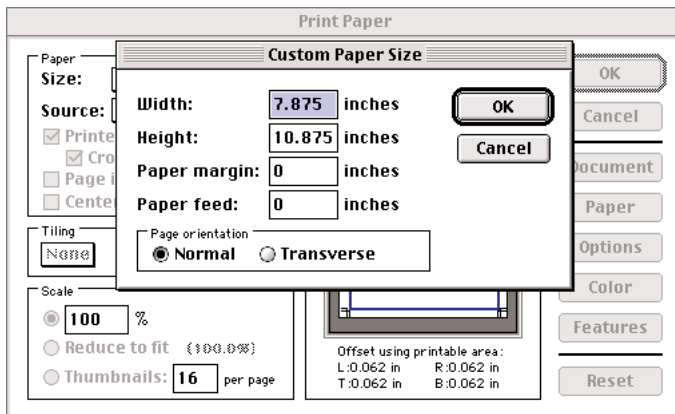 Print Paper
Custom Paper Size
Paper
Size:
Source:
Printe
Cro
Page i
Cente
Width: 7.875 inches
Height: 10.875 inches
Paper margin: 0 inches
Paper feed: 0 inches
Page orientation
Normal Transverse
OK
Cancel
OK
Cancel
Document
Paper
Options
Color
Features
Reset
Tiling
None
Scale
100 %
Reduce to fit (100.0%)
Thumbnails: 16 per page
Offset using printable area:
L:0.062 in R:0.062 in
T:0.062 in B:0.062 in